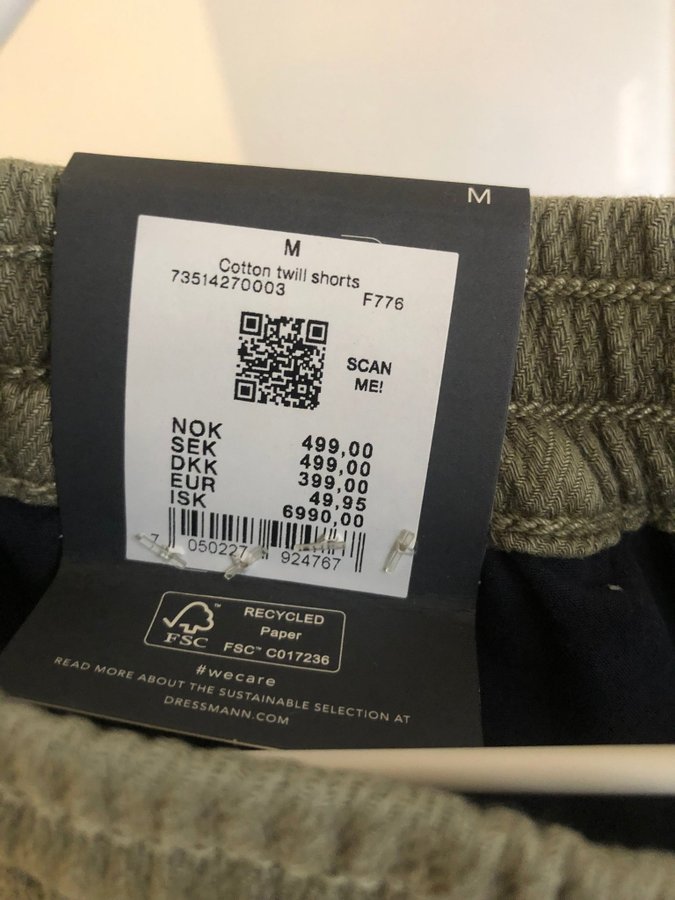 M
M
Cotton twill shorts
73514270003 F776
SCAN
ME!
NOK 499,00
SEK 499,00
DKK 399,00
EUR 49,95
ISK 6990,00
7 050227 924767
FSC™
RECYCLED
Paper
FSC™ C017236
#wecare
READ MORE ABOUT THE SUSTAINABLE SELECTION AT
DRESSMANN.COM